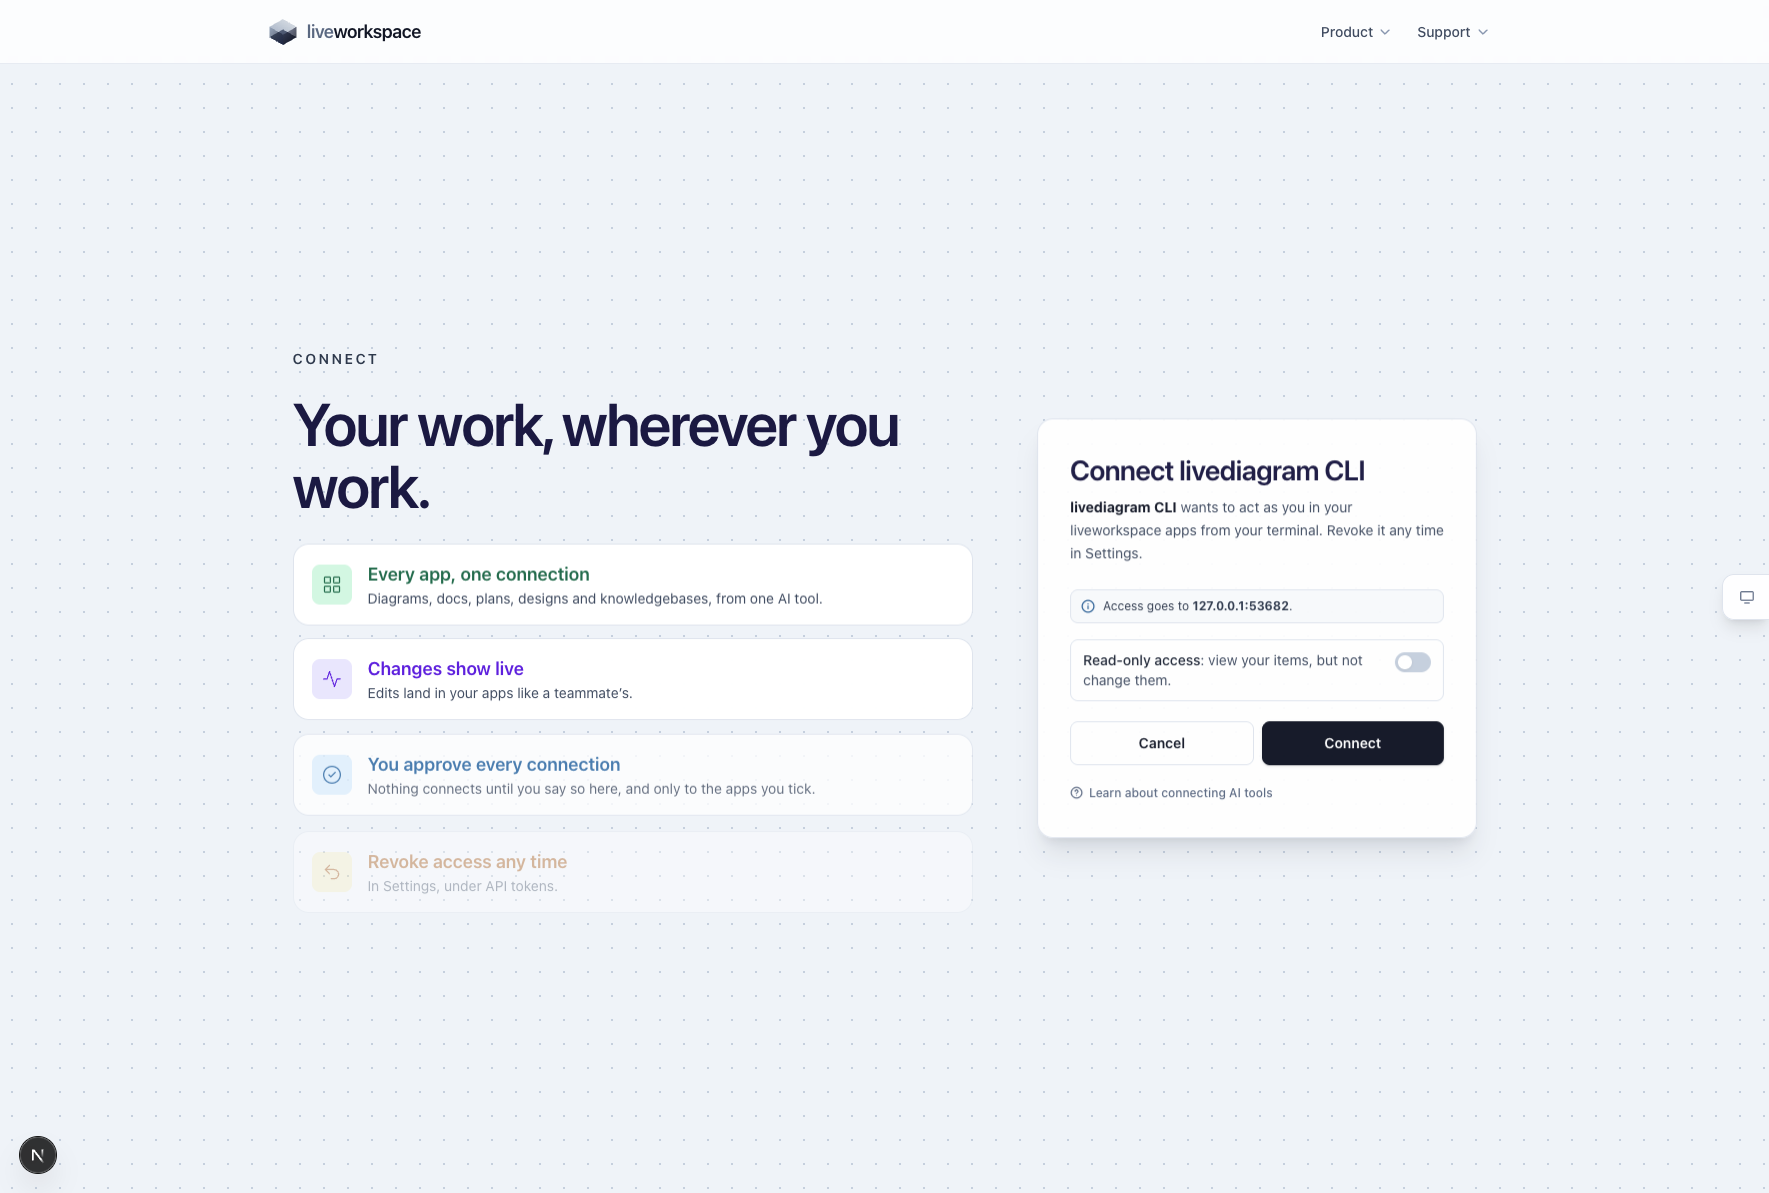 liveworkspace
Product
Support
CONNECT
Your work, wherever you
work.
Every app, one connection
Diagrams, docs, plans, designs and knowledgebases, from one AI tool.
Changes show live
Edits land in your apps like a teammate's.
You approve every connection
Nothing connects until you say so here, and only to the apps you tick.
Revoke access any time
In Settings, under API tokens.
Connect livediagram CLI
livediagram CLI wants to act as you in your
liveworkspace apps from your terminal. Revoke it any time
in Settings.
Access goes to 127.0.0.1:53682.
Read-only access: view your items, but not
change them.
Cancel
Connect
Learn about connecting AI tools
N